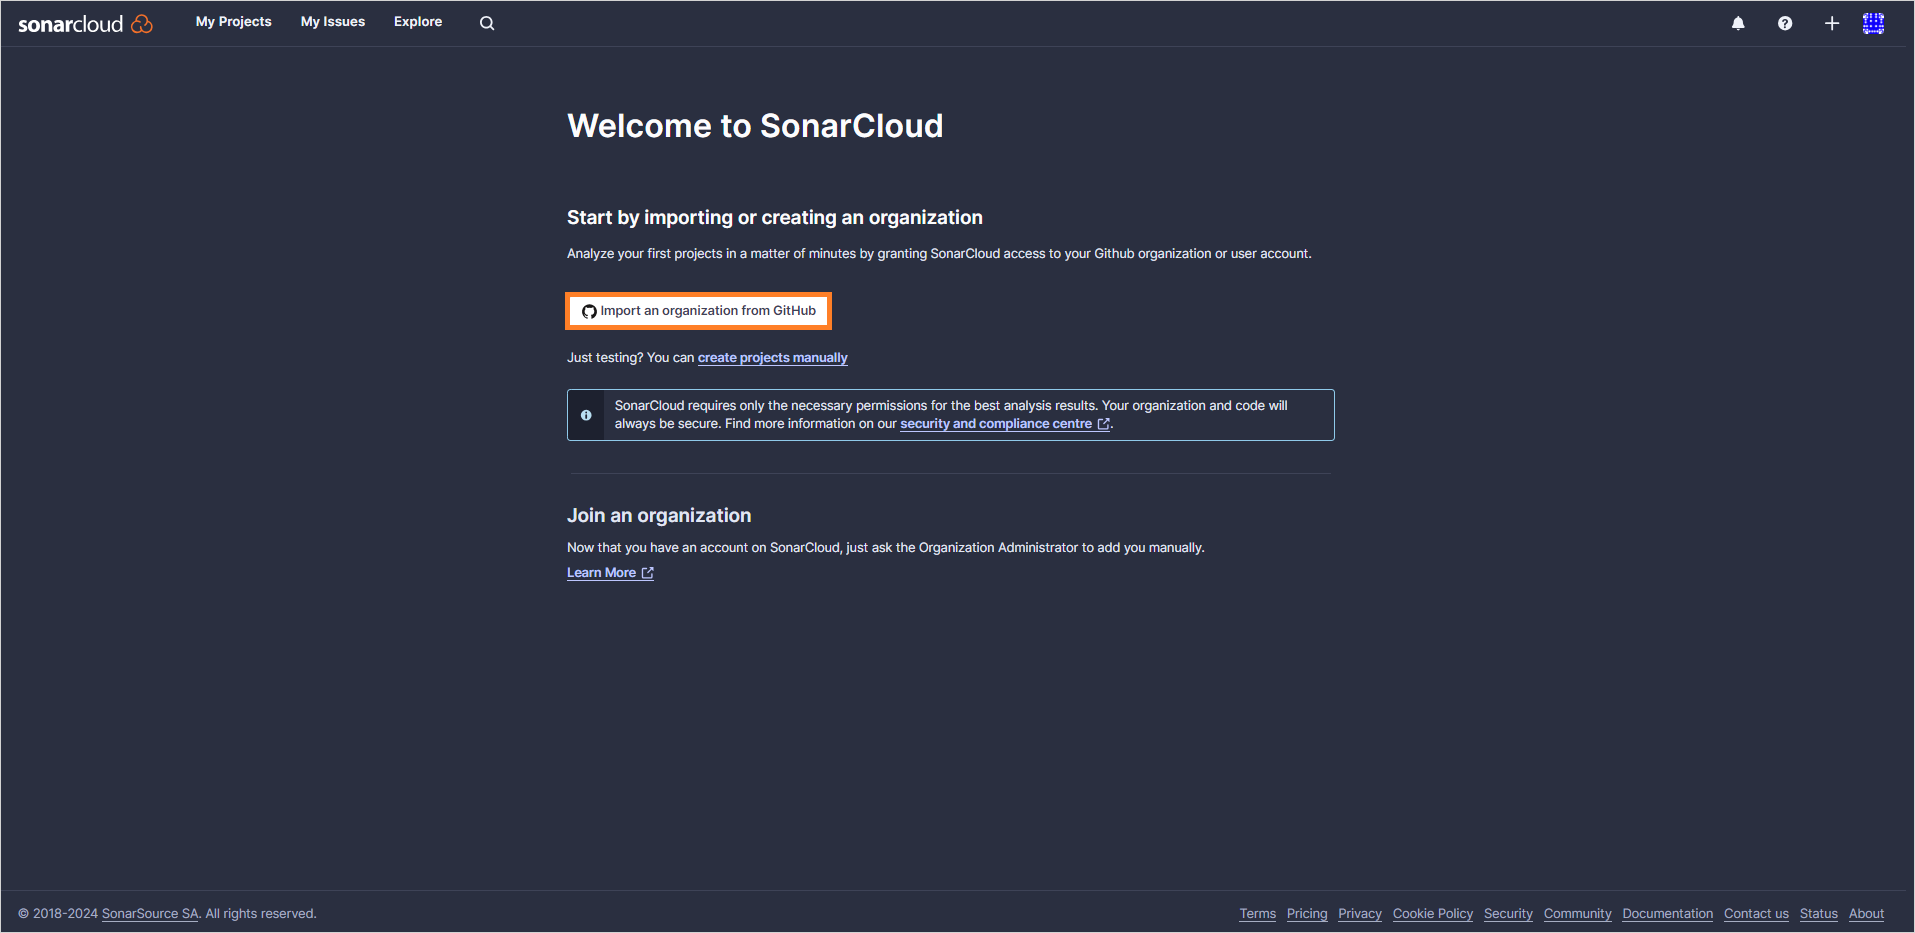 sonarcloud My Projects My Issues Explore
Welcome to SonarCloud
Start by importing or creating an organization
Analyze your first projects in a matter of minutes by granting SonarCloud access to your Github organization or user account.
Import an organization from GitHub
Just testing? You can create projects manually
SonarCloud requires only the necessary permissions for the best analysis results. Your organization and code will
always be secure. Find more information on our security and compliance centre.
Join an organization
Now that you have an account on SonarCloud, just ask the Organization Administrator to add you manually.
Learn More
© 2018-2024 SonarSource SA. All rights reserved. Terms Pricing Privacy Cookie Policy Security Community Documentation Contact us Status About